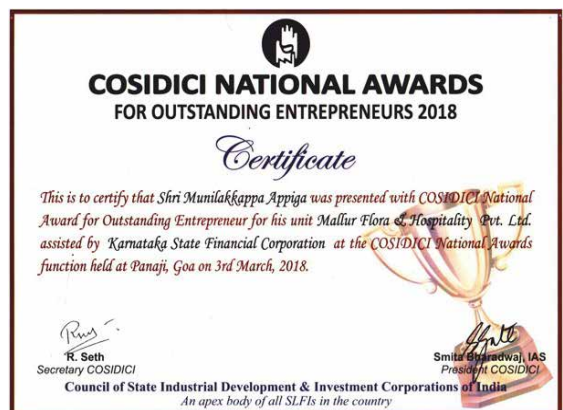 COSIDICI NATIONAL AWARDS
FOR OUTSTANDING ENTREPRENEURS 2018
Certificate
This is to certify that Shri Munilakkappa Appiga was presented with COSIDICI National
Award for Outstanding Entrepreneur for his unit Mallur Flora & Hospitality Pvt. Ltd.
assisted by Karnataka State Financial Corporation at the COSIDICI National Awards
function held at Panaji, Goa on 3rd March, 2018.
R. Seth
Secretary COSIDICI
Smita Bharadwaj, IAS
President COSIDICI
Council of State Industrial Development & Investment Corporations of India
An apex body of all SLFIs in the country